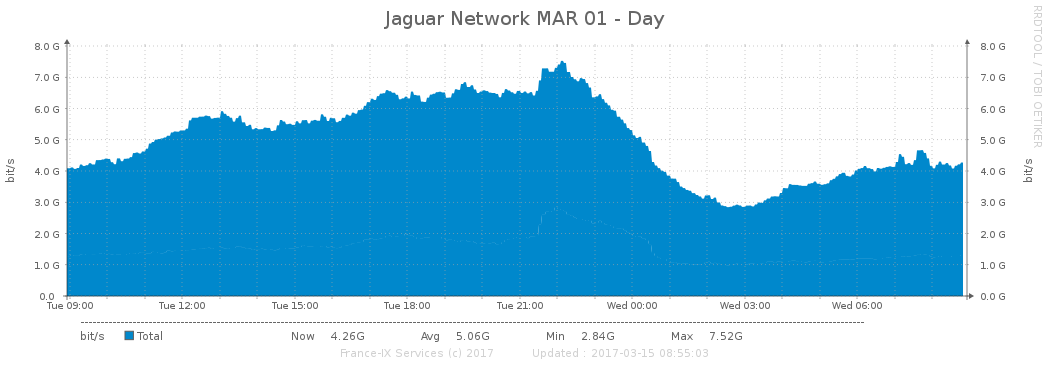 Jaguar Network MAR 01 - Day
RRDTOOL / TOBI OETIKER
bit/s
8.0 G
7.0 G
6.0 G
5.0 G
4.0 G
3.0 G
2.0 G
1.0 G
0.0
8.0 G
7.0 G
6.0 G
5.0 G
4.0 G
3.0 G
2.0 G
1.0 G
0.0 G
bit/s
Tue 09:00 Tue 12:00 Tue 15:00 Tue 18:00 Tue 21:00 Wed 00:00 Wed 03:00 Wed 06:00
bit/s Total Now 4.26G Avg 5.06G Min 2.84G Max 7.52G
France-IX Services (c) 2017 Updated : 2017-03-15 08:55:03